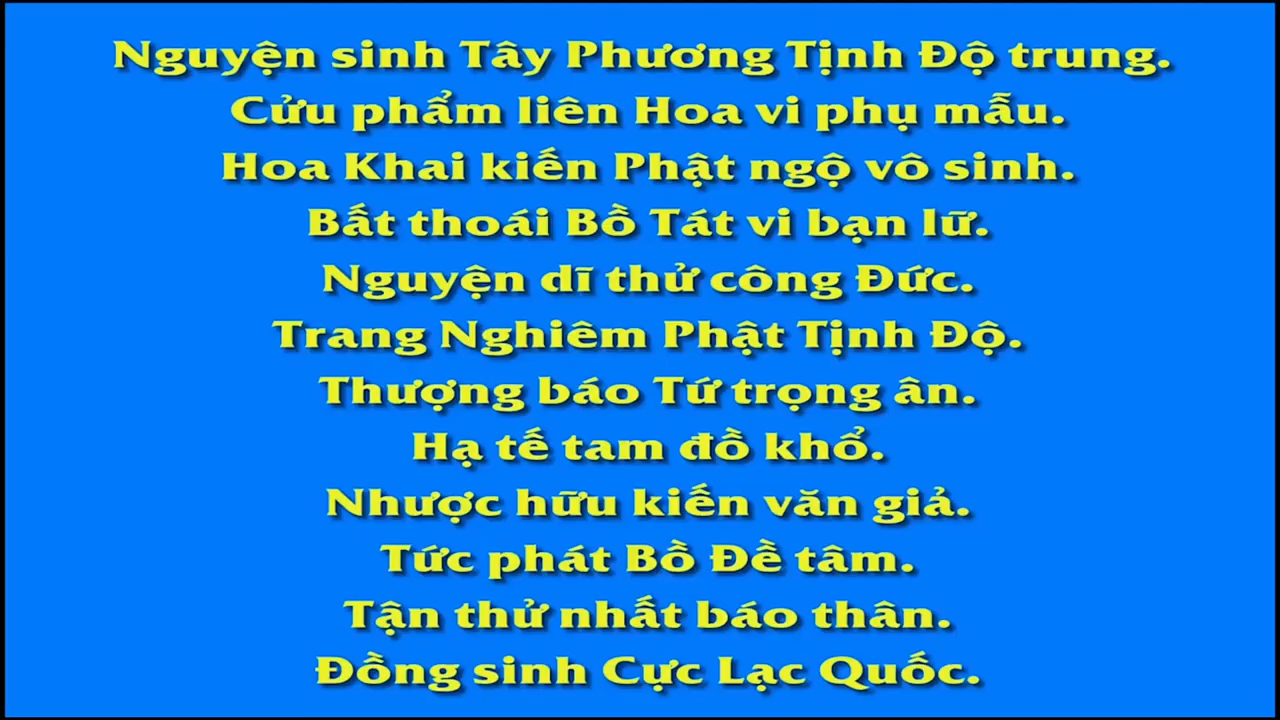 Nguyện sinh Tây Phương Tịnh Độ trung.
Cửu phẩm liên Hoa vi phụ mẫu.
Hoa Khai kiến Phật ngộ vô sinh.
Bất thoái Bồ Tát vi bạn lữ.
Nguyện dĩ thử công Đức.
Trang Nghiêm Phật Tịnh Độ.
Thượng báo Tứ trọng ân.
Hạ tế tam đồ khổ.
Nhược hữu kiến văn giả.
Tức phát Bồ Đề tâm.
Tận thử nhất báo thân.
Đồng sinh Cực Lạc Quốc.